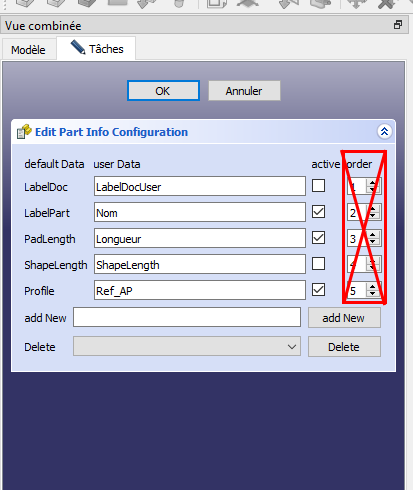 Vue combinée
Modèle Tâches
OK Annuler
Edit Part Info Configuration
default Data user Data active order
LabelDoc LabelDocUser 1
LabelPart Nom 2
PadLength Longueur 3
ShapeLength ShapeLength 4
Profile Ref_AP 5
add New add New
Delete Delete